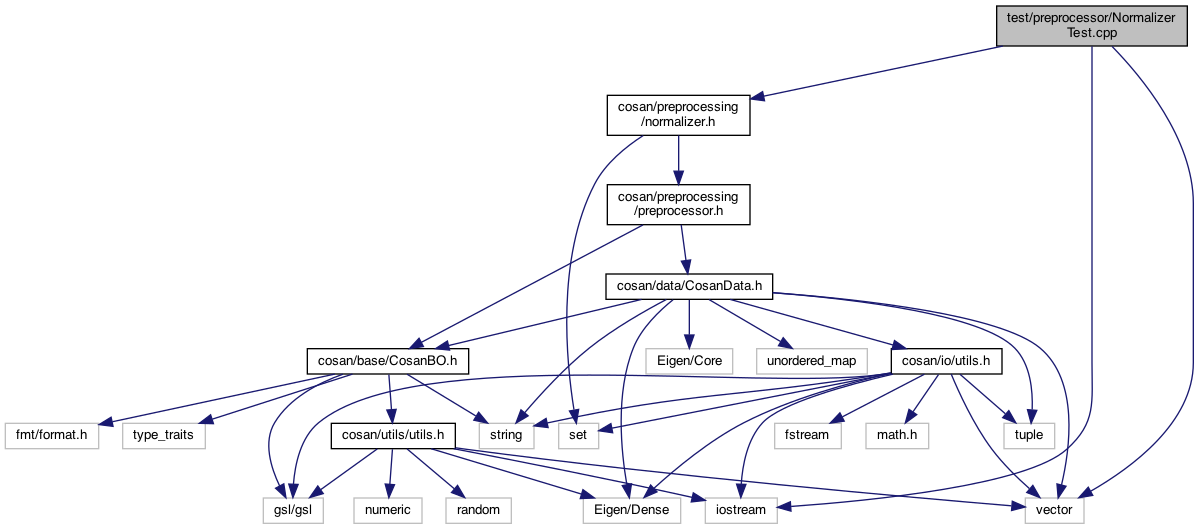 test/preprocessor/Normalizer
Test.cpp
cosan/preprocessing
/normalizer.h
cosan/preprocessing
/preprocessor.h
cosan/data/CosanData.h
cosan/base/CosanBO.h
Eigen/Core
unordered_map
cosan/io/utils.h
fmt/format.h
type_traits
cosan/utils/utils.h
string
set
fstream
math.h
tuple
gsl/gsl
numeric
random
Eigen/Dense
iostream
vector